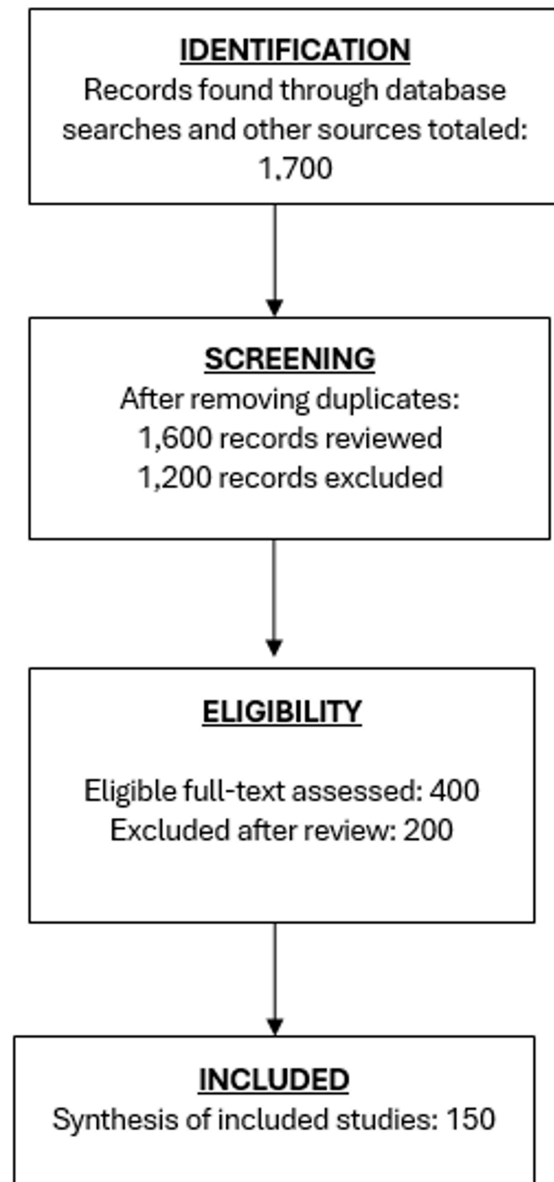 IDENTIFICATION
Records found through database
searches and other sources totaled:
1,700
SCREENING
After removing duplicates:
1,600 records reviewed
1,200 records excluded
ELIGIBILITY
Eligible full-text assessed: 400
Excluded after review: 200
INCLUDED
Synthesis of included studies: 150